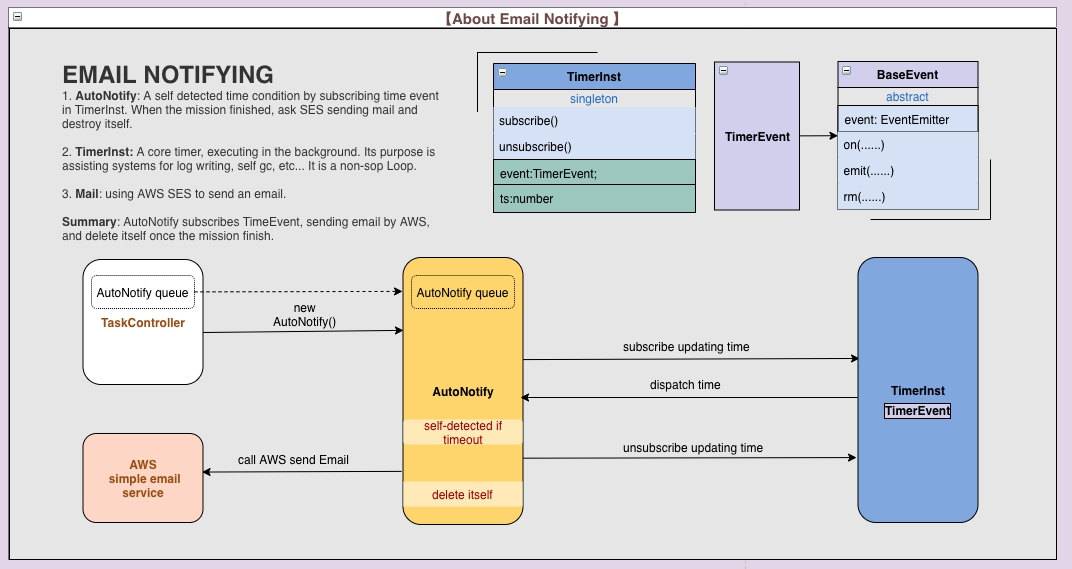 【About Email Notifying 】
EMAIL NOTIFYING
1. AutoNotify: A self detected time condition by subscribing time event
in TimerInst. When the mission finished, ask SES sending mail and
destroy itself.
2. TimerInst: A core timer, executing in the background. Its purpose is
assisting systems for log writing, self gc, etc... It is a non-sop Loop.
3. Mail: using AWS SES to send an email.
Summary: AutoNotify subscribes TimeEvent, sending email by AWS,
and delete itself once the mission finish.
TimerInst
singleton
subscribe()
unsubscribe()
event:TimerEvent;
ts:number
TimerEvent
BaseEvent
abstract
event: EventEmitter
on(......)
emit(......)
rm(......)
AutoNotify queue
TaskController
new
AutoNotify()
AutoNotify queue
AutoNotify
self-detected if
timeout
delete itself
subscribe updating time
dispatch time
unsubscribe updating time
TimerInst
TimerEvent
call AWS send Email
AWS
simple email
service